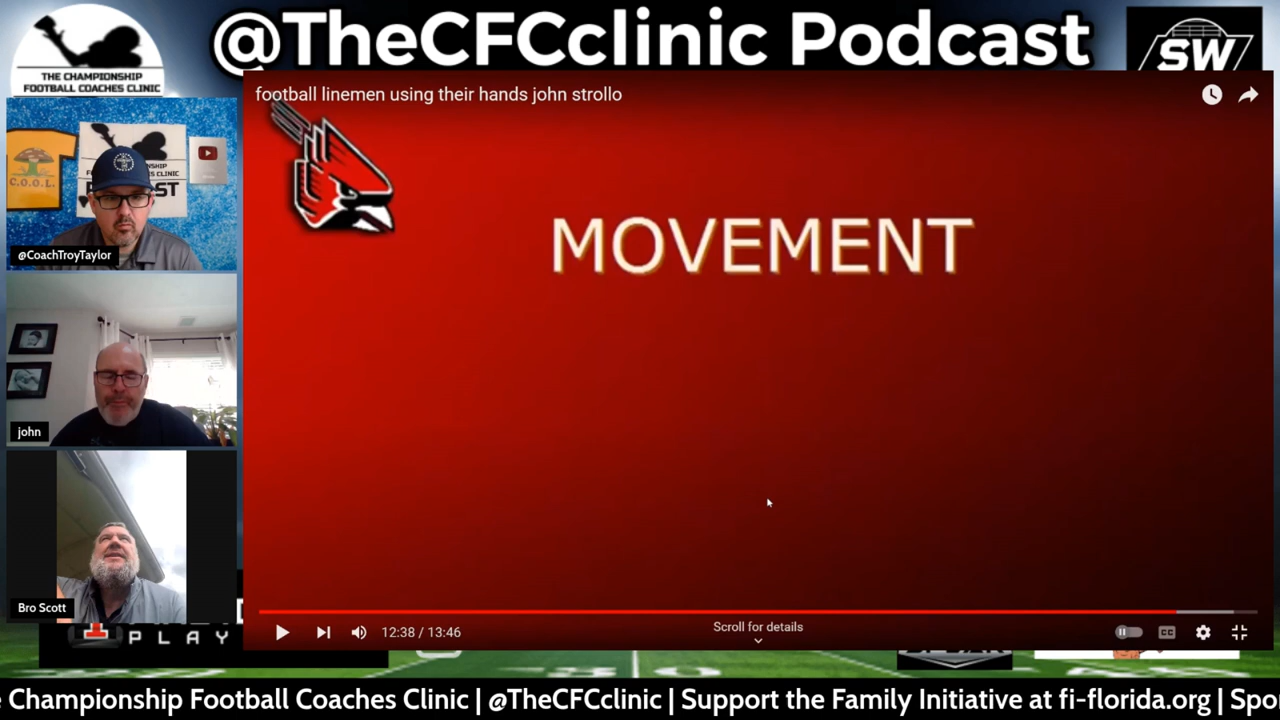 @TheCFCclinic Podcast
THE CHAMPIONSHIP
FOOTBALL COACHES CLINIC
SW
football linemen using their hands john strollo
C.O.O.L.
@CoachTroyTaylor
MOVEMENT
john
Bro Scott
PLAY
12:38 / 13:46
Scroll for details
CC
e Championship Football Coaches Clinic | @TheCFCclinic | Support the Family Initiative at fi-florida.org | Spo